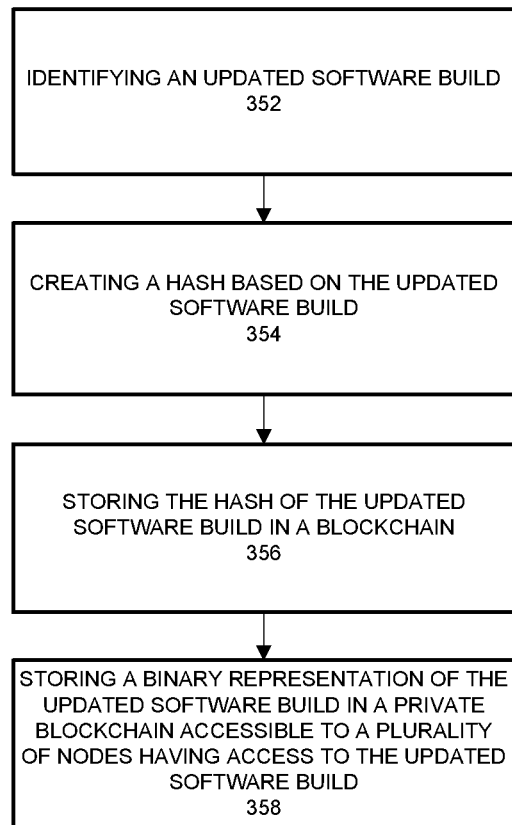 IDENTIFYING AN UPDATED SOFTWARE BUILD
352
CREATING A HASH BASED ON THE UPDATED
SOFTWARE BUILD
354
STORING THE HASH OF THE UPDATED
SOFTWARE BUILD IN A BLOCKCHAIN
356
STORING A BINARY REPRESENTATION OF THE
UPDATED SOFTWARE BUILD IN A PRIVATE
BLOCKCHAIN ACCESSIBLE TO A PLURALITY
OF NODES HAVING ACCESS TO THE UPDATED
SOFTWARE BUILD
358